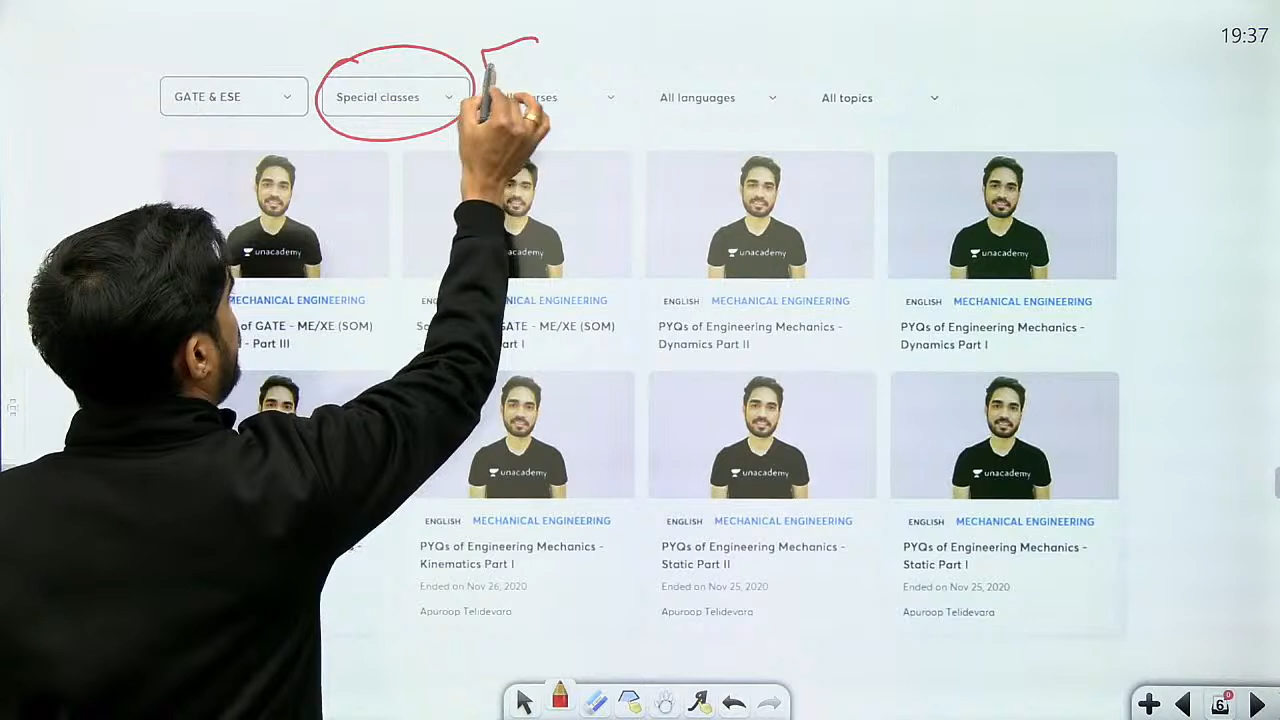 19:37
GATE & ESE
Special classes
All languages
All topics
unacademy
unacademy
unacademy
unacademy
MECHANICAL ENGINEERING
MECHANICAL ENGINEERING
ENGLISH MECHANICAL ENGINEERING
ENGLISH MECHANICAL ENGINEERING
of GATE - ME/XE (SOM)
- Part III
GATE - ME/XE (SOM)
PYQs of Engineering Mechanics -
Dynamics Part II
PYQs of Engineering Mechanics -
Dynamics Part I
unacademy
unacademy
unacademy
ENGLISH MECHANICAL ENGINEERING
PYQs of Engineering Mechanics -
Kinematics Part I
Ended on Nov 26, 2020
Apuroop Telidevara
ENGLISH MECHANICAL ENGINEERING
PYQs of Engineering Mechanics -
Static Part II
Ended on Nov 25, 2020
Apuroop Telidevara
ENGLISH MECHANICAL ENGINEERING
PYQs of Engineering Mechanics -
Static Part I
Ended on Nov 25, 2020
Apuroop Telidevara
6
0